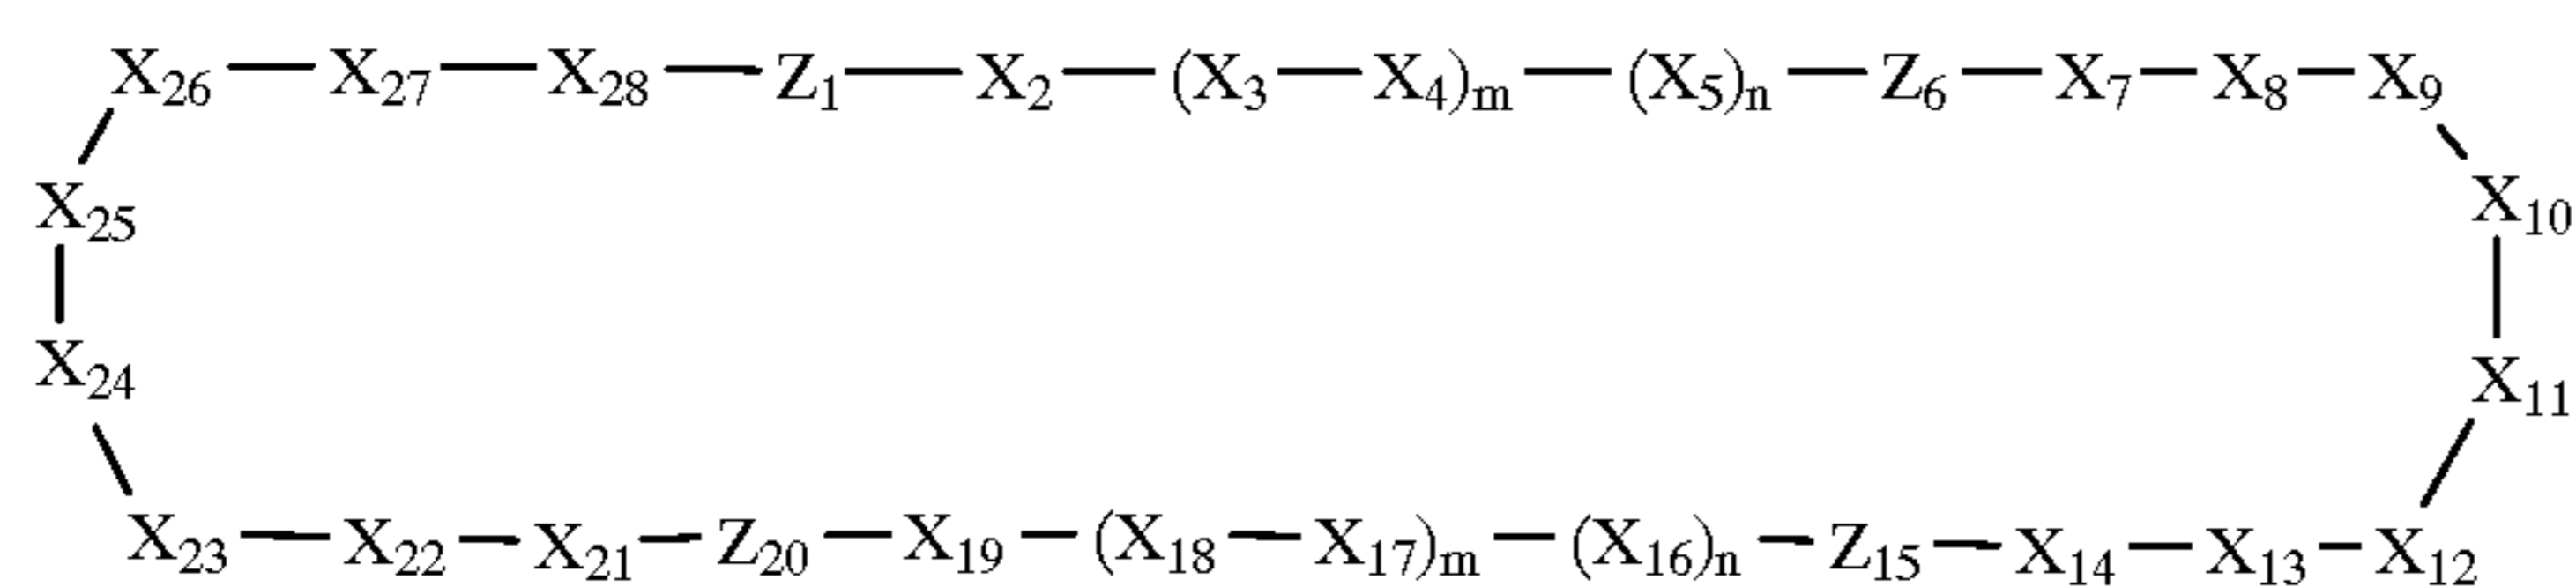 X₂₆ — X₂₇ — X₂₈ — Z₁ — X₂ — (X₃ — X₄)ₘ — (X₅)ₙ — Z₆ — X₇ — X₈ — X₉
X₂₅ X₁₀
X₂₄ X₁₁
X₂₃ — X₂₂ — X₂₁ — Z₂₀ — X₁₉ — (X₁₈ — X₁₇)ₘ — (X₁₆)ₙ — Z₁₅ — X₁₄ — X₁₃ — X₁₂